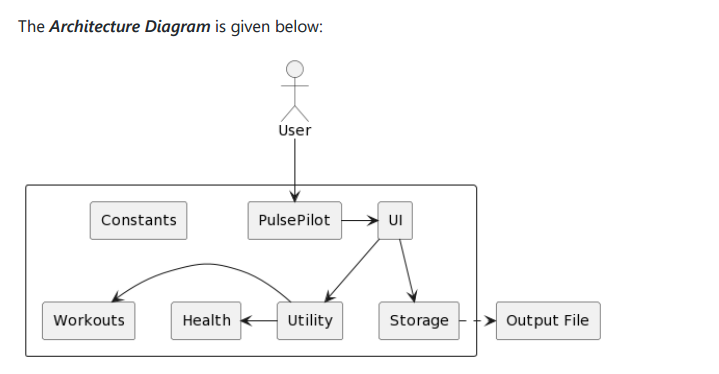 The Architecture Diagram is given below:
User
Constants
PulsePilot
UI
Workouts
Health
Utility
Storage
Output File